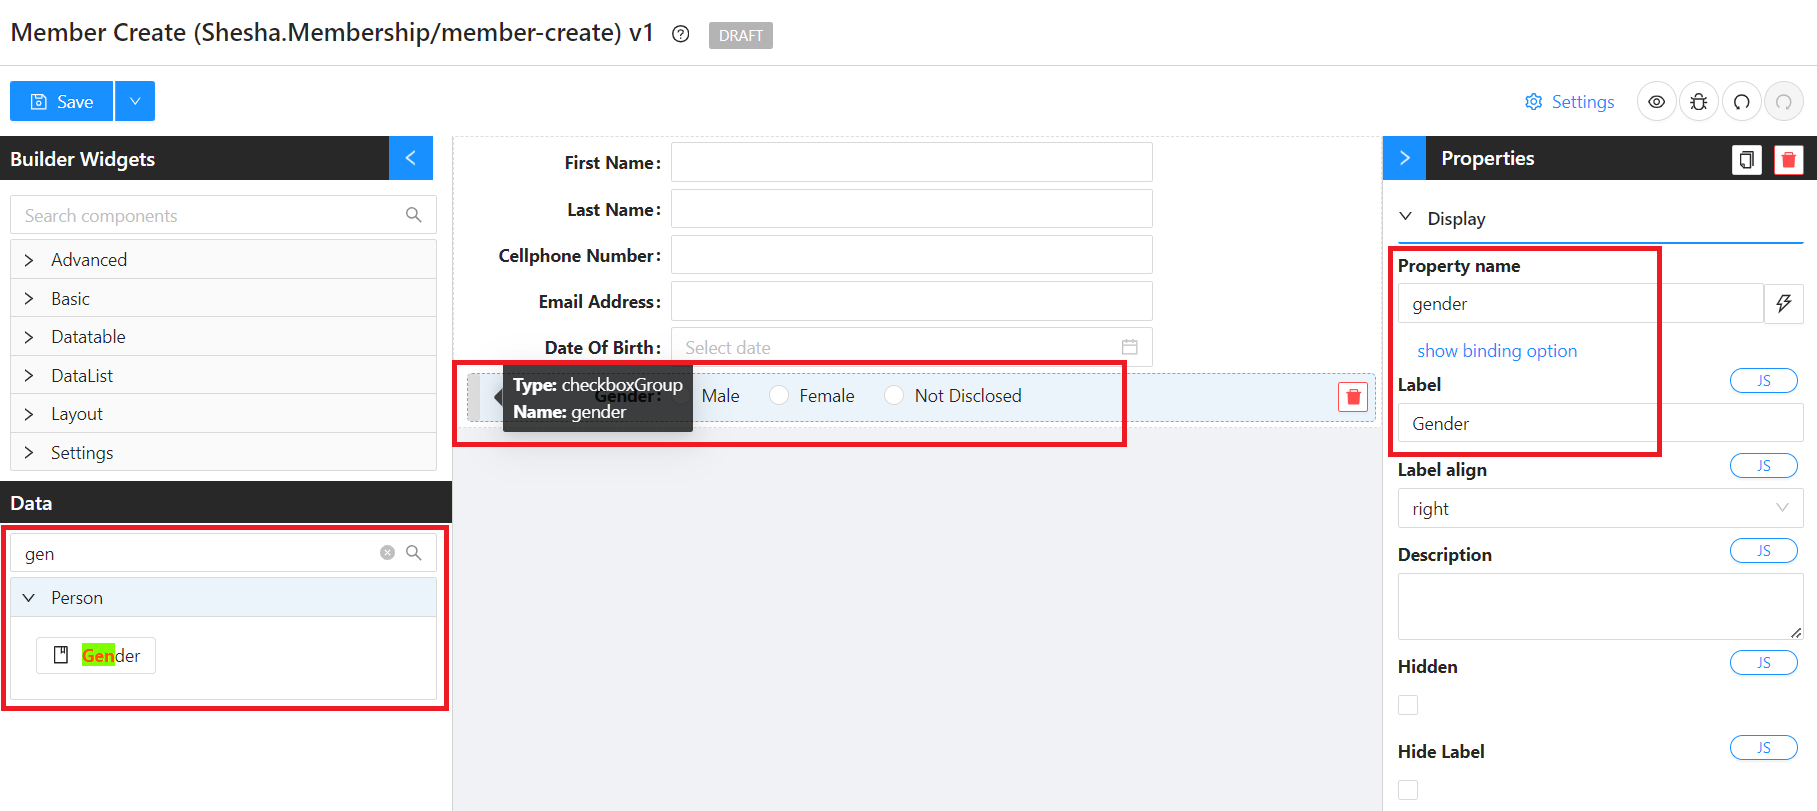 Member Create (Shesha.Membership/member-create) v1 DRAFT
Save
Settings
Builder Widgets
Search components
Advanced
Basic
Datatable
DataList
Layout
Settings
Data
gen
Person
Gender
First Name:
Last Name:
Cellphone Number:
Email Address:
Date Of Birth: Select date
Type: checkboxGroup
Name: gender
Gender: Male Female Not Disclosed
Properties
Display
Property name
gender
show binding option
Label JS
Gender
Label align JS
right
Description JS
Hidden JS
Hide Label JS